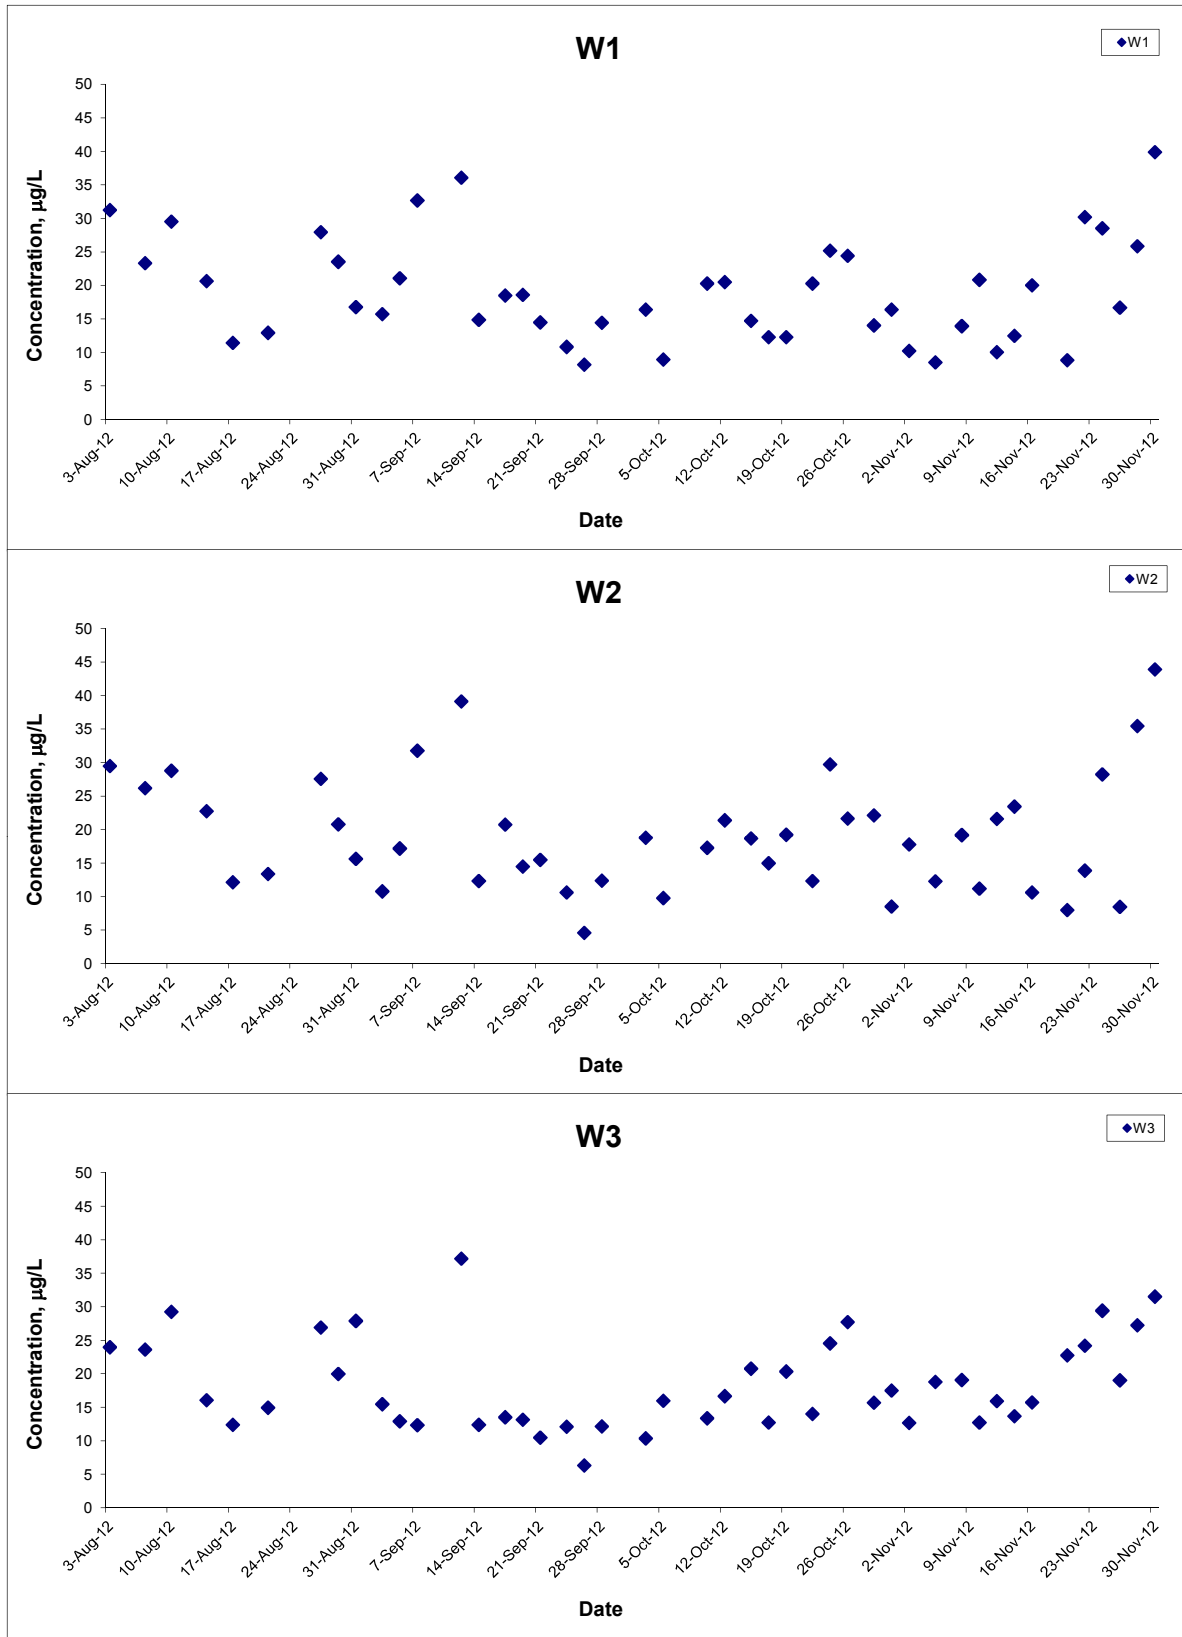 W1
W1
50
45
40
35
30
25
20
15
10
5
0
Concentration, µg/L
3-Aug-12
10-Aug-12
17-Aug-12
24-Aug-12
31-Aug-12
7-Sep-12
14-Sep-12
21-Sep-12
28-Sep-12
5-Oct-12
12-Oct-12
19-Oct-12
26-Oct-12
2-Nov-12
9-Nov-12
16-Nov-12
23-Nov-12
30-Nov-12
Date
W2
W2
50
45
40
35
30
25
20
15
10
5
0
Concentration, µg/L
3-Aug-12
10-Aug-12
17-Aug-12
24-Aug-12
31-Aug-12
7-Sep-12
14-Sep-12
21-Sep-12
28-Sep-12
5-Oct-12
12-Oct-12
19-Oct-12
26-Oct-12
2-Nov-12
9-Nov-12
16-Nov-12
23-Nov-12
30-Nov-12
Date
W3
W3
50
45
40
35
30
25
20
15
10
5
0
Concentration, µg/L
3-Aug-12
10-Aug-12
17-Aug-12
24-Aug-12
31-Aug-12
7-Sep-12
14-Sep-12
21-Sep-12
28-Sep-12
5-Oct-12
12-Oct-12
19-Oct-12
26-Oct-12
2-Nov-12
9-Nov-12
16-Nov-12
23-Nov-12
30-Nov-12
Date